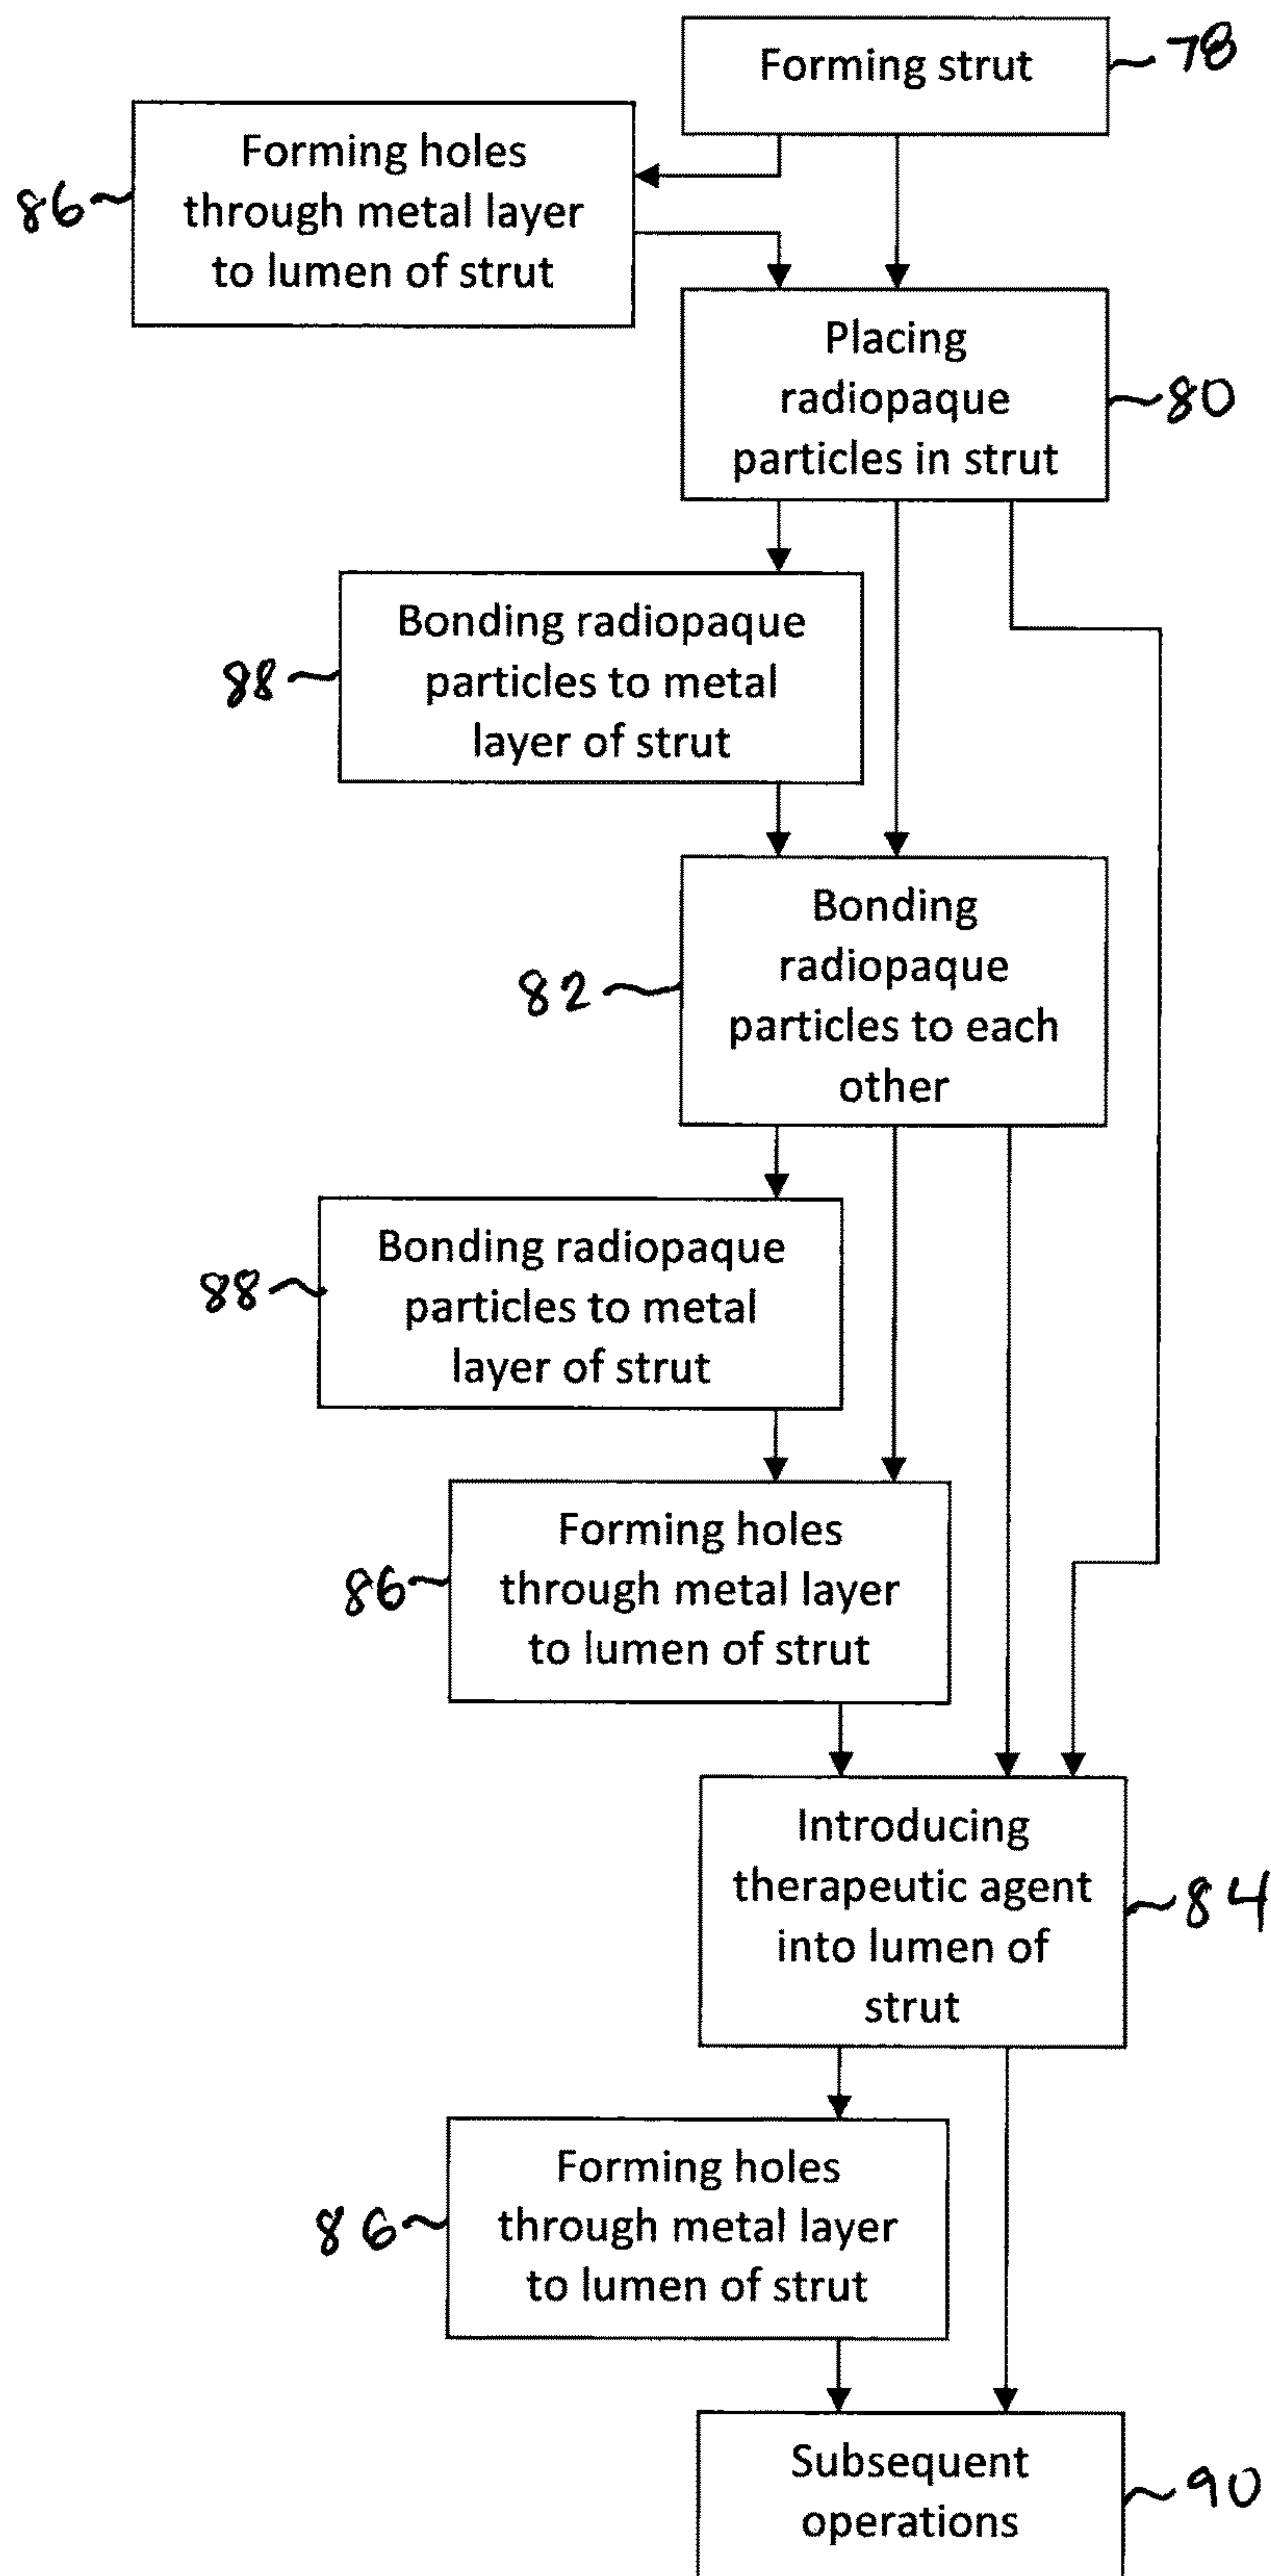 Forming strut
78
Forming holes
through metal layer
to lumen of strut
86
Placing
radiopaque
particles in strut
80
Bonding radiopaque
particles to metal
layer of strut
88
Bonding
radiopaque
particles to each
other
82
Bonding radiopaque
particles to metal
layer of strut
88
Forming holes
through metal layer
to lumen of strut
86
Introducing
therapeutic agent
into lumen of
strut
84
Forming holes
through metal layer
to lumen of strut
86
Subsequent
operations
90